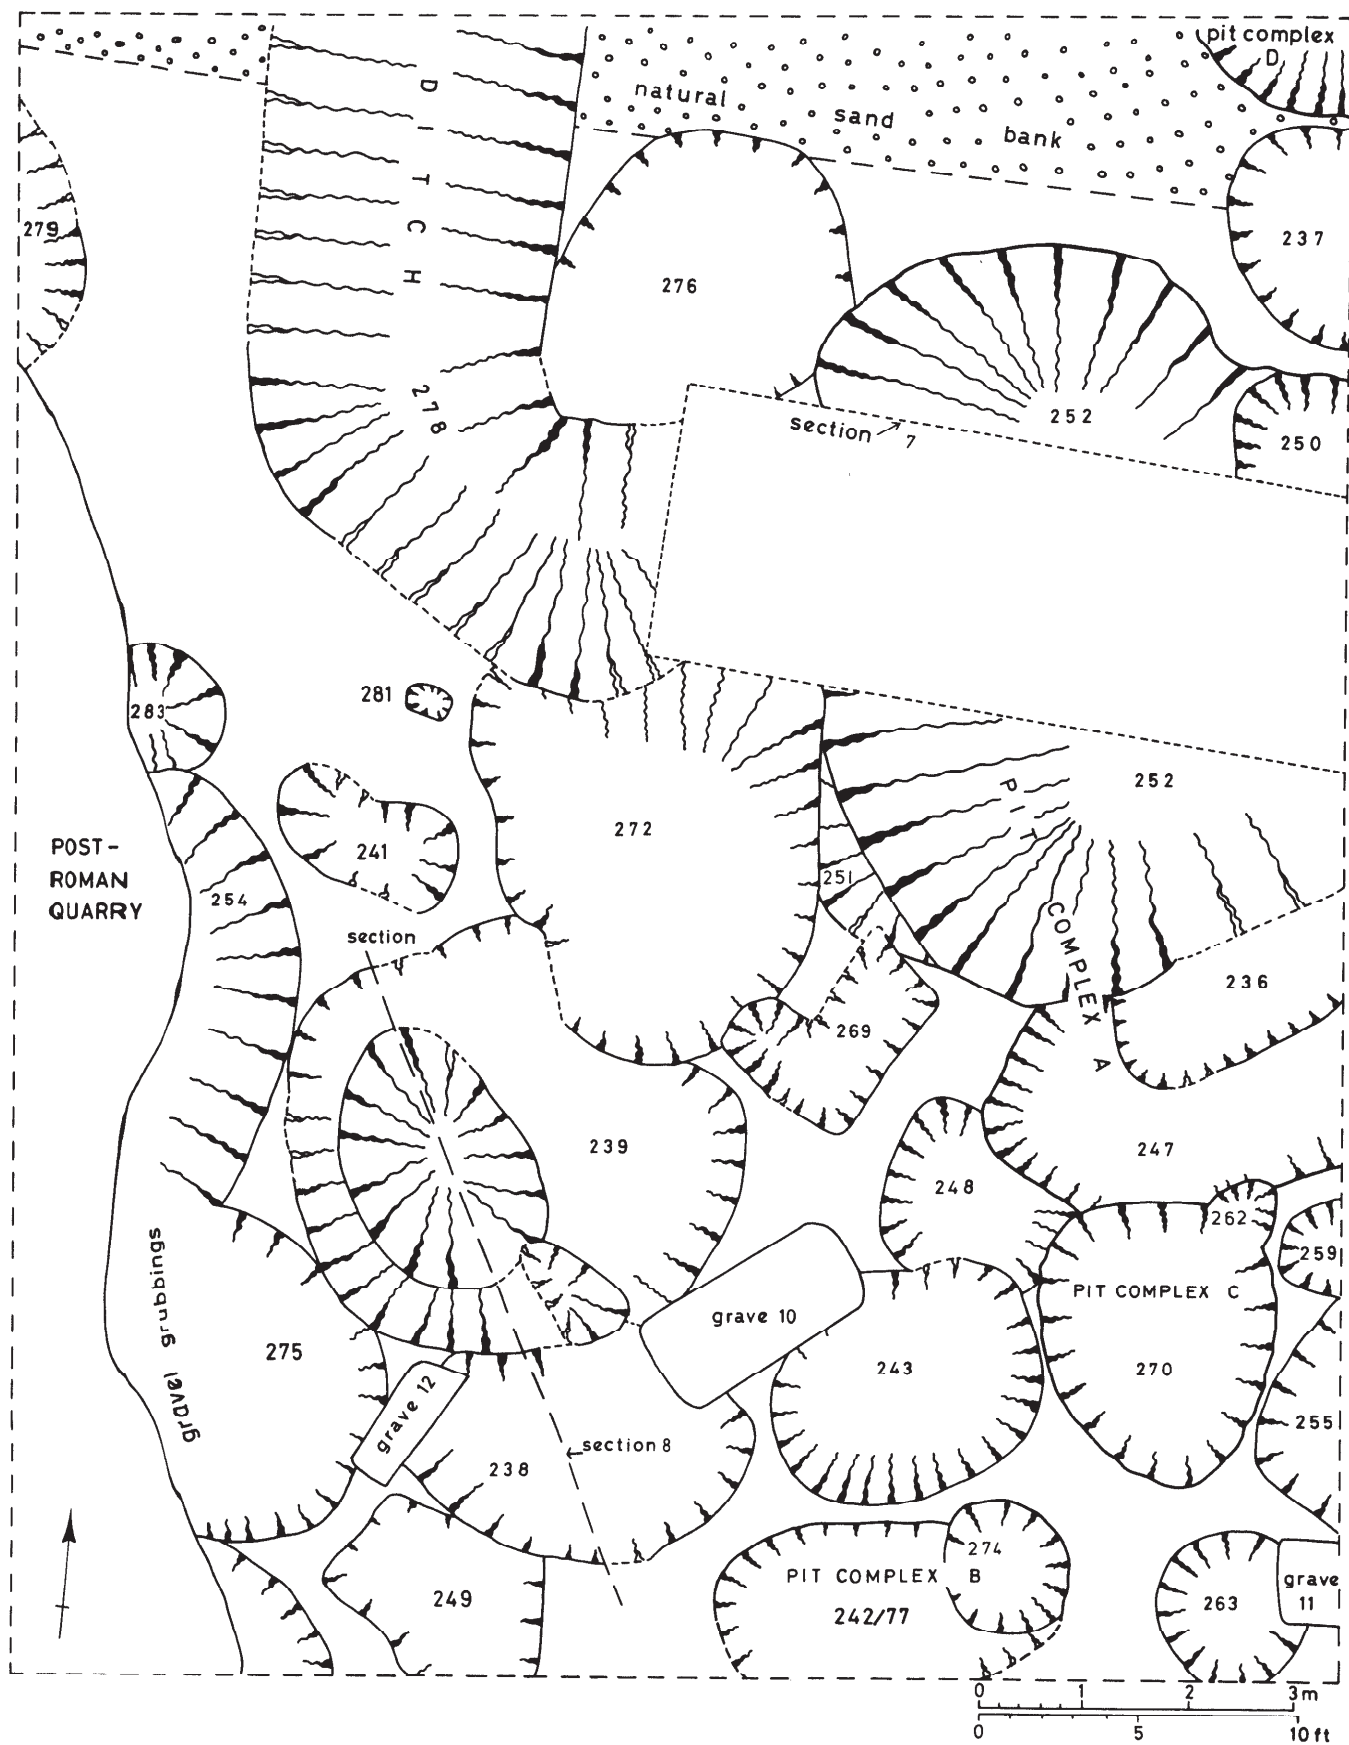 pit complex
D
natural
sand
bank
DITCH
279
237
276
278
252
section 7
250
281
283
252
PIT COMPLEX A
272
POST-
ROMAN
QUARRY
241
251
254
section
236
269
239
247
248
262
259
gravel grubbings
PIT COMPLEX C
grave 10
275
243
270
grave 12
255
section 8
238
274
PIT COMPLEX B
242/77
249
263
grave
11
0 1 2 3m
0 5 10ft